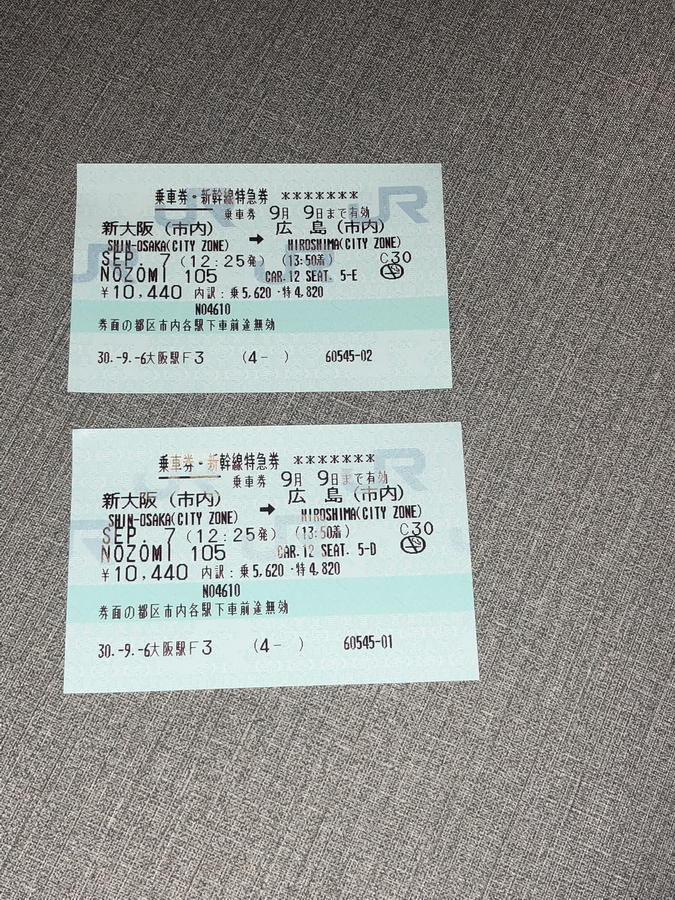 乗車券・新幹線特急券 *******
乗車券 9月 9日まで有効
新大阪(市内) ➡ 広島(市内)
SHIN-OSAKA(CITY ZONE) HIROSHIMA(CITY ZONE)
SEP. 7 (12:25発) (13:50着) C30
NOZOMI 105 CAR.12 SEAT. 5-E
¥10,440 内訳:乗5,620・特4,820
NO4610
券面の都区市内各駅下車前途無効
30.-9.-6大阪駅F3 (4- ) 60545-02
JR
乗車券・新幹線特急券 *******
乗車券 9月 9日まで有効
新大阪(市内) ➡ 広島(市内)
SHIN-OSAKA(CITY ZONE) HIROSHIMA(CITY ZONE)
SEP. 7 (12:25発) (13:50着) C30
NOZOMI 105 CAR.12 SEAT. 5-D
¥10,440 内訳:乗5,620・特4,820
NO4610
券面の都区市内各駅下車前途無効
30.-9.-6大阪駅F3 (4- ) 60545-01
JR